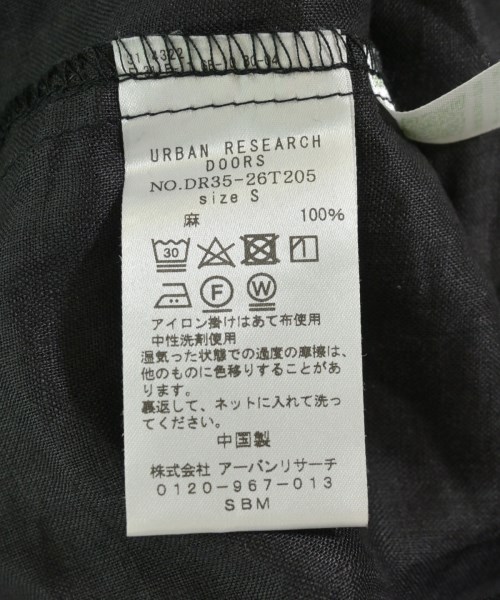 URBAN RESEARCH
DOORS
NO.DR35-26T205
size S
麻 100%
30
F W
アイロン掛けはあて布使用
中性洗剤使用
湿気った状態での過度の摩擦は、
他のものに色移りすることがあ
ります。
裏返して、ネットに入れて洗っ
てください。
中国製
株式会社 アーバンリサーチ
0120-967-013
SBM